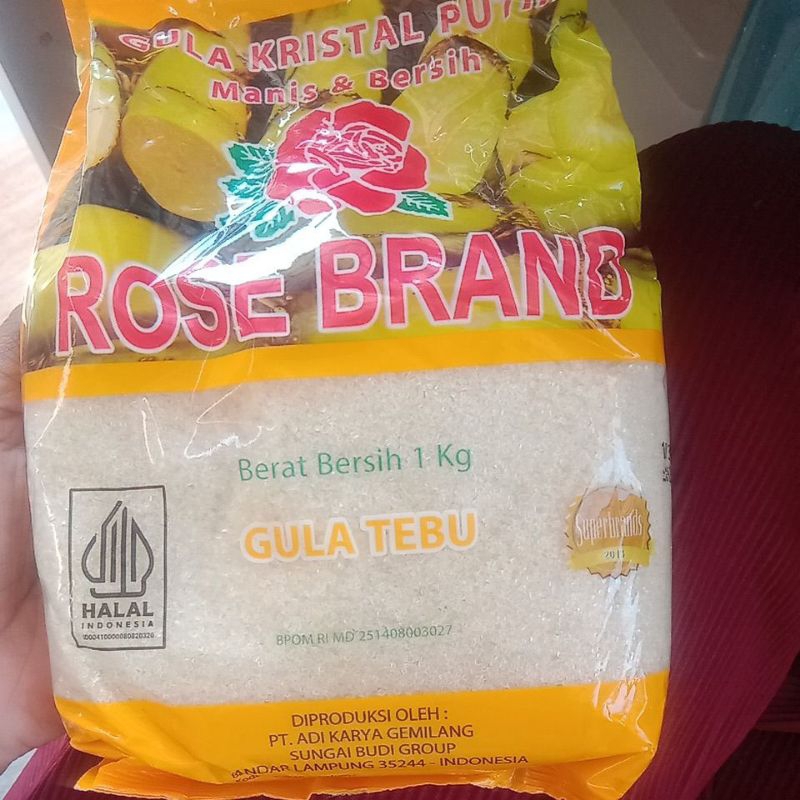 GULA KRISTAL PUTIH
Manis & Bersih
ROSE BRAND
Berat Bersih 1 Kg
GULA TEBU
Superbrands
HALAL
INDONESIA
BPOM RI MD 251408003027
DIPRODUKSI OLEH :
PT. ADI KARYA GEMILANG
SUNGAI BUDI GROUP
BANDAR LAMPUNG 35244 - INDONESIA